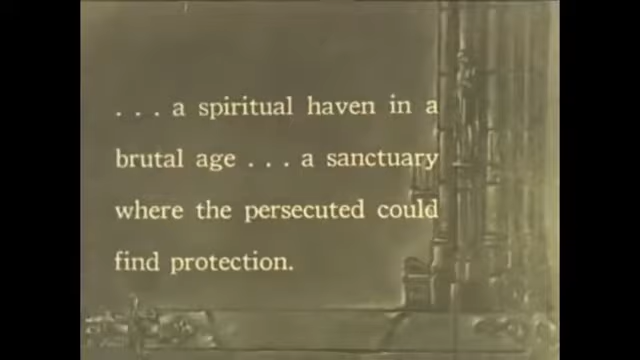 . . . a spiritual haven in a
brutal age . . . a sanctuary
where the persecuted could
find protection.